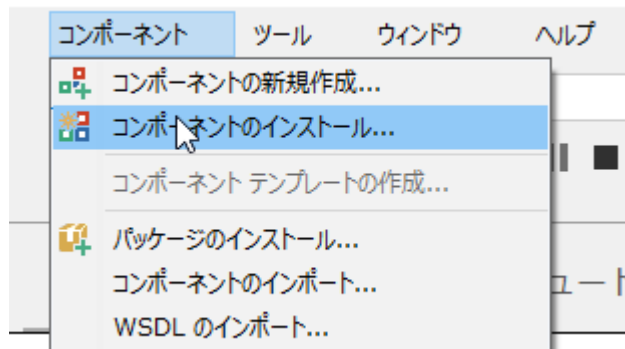 コンポーネント ツール ウィンドウ ヘルプ
コンポーネントの新規作成...
コンポーネントのインストール...
コンポーネント テンプレートの作成...
パッケージのインストール...
コンポーネントのインポート...
WSDL のインポート...